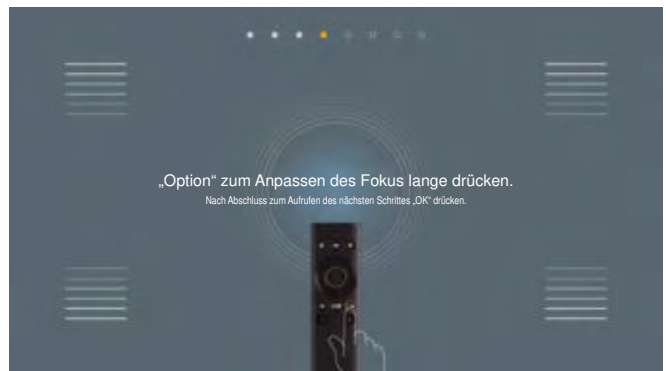 „Option“ zum Anpassen des Fokus lange drücken.
Nach Abschluss zum Aufrufen des nächsten Schrittes „OK“ drücken.